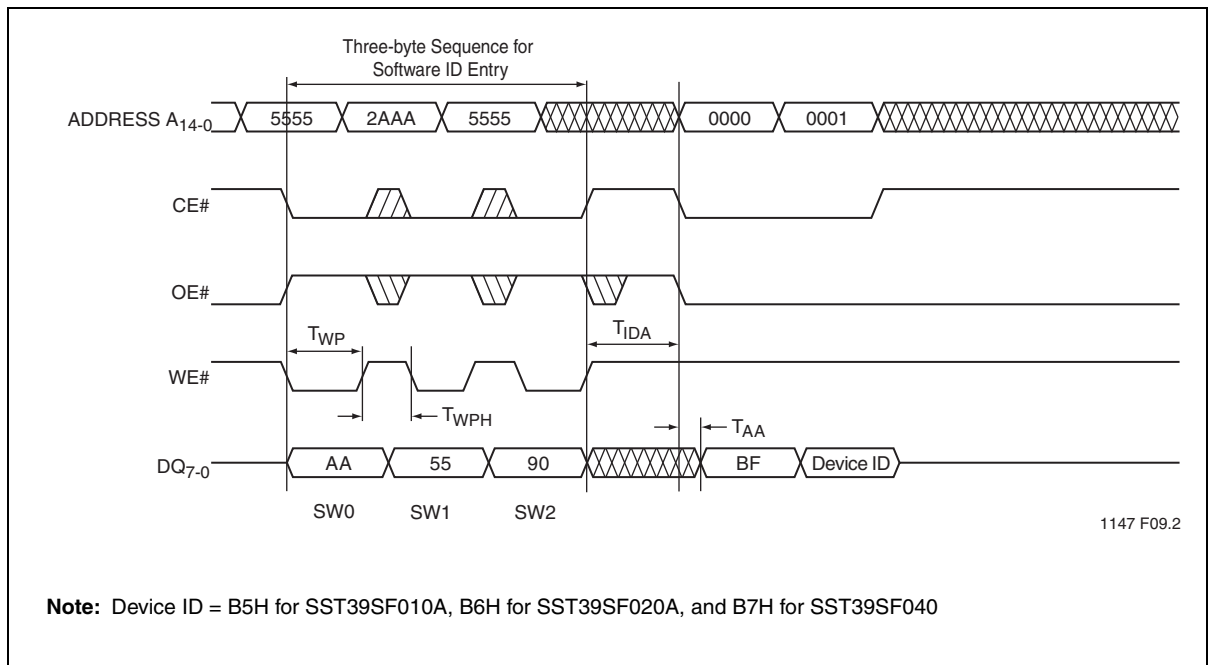 Three-byte Sequence for
Software ID Entry
ADDRESS A14-0
5555 2AAA 5555 0000 0001
CE#
OE#
TWP TIDA
WE#
TWPH TAA
DQ7-0
AA 55 90 BF Device ID
SW0 SW1 SW2
1147 F09.2
Note: Device ID = B5H for SST39SF010A, B6H for SST39SF020A, and B7H for SST39SF040